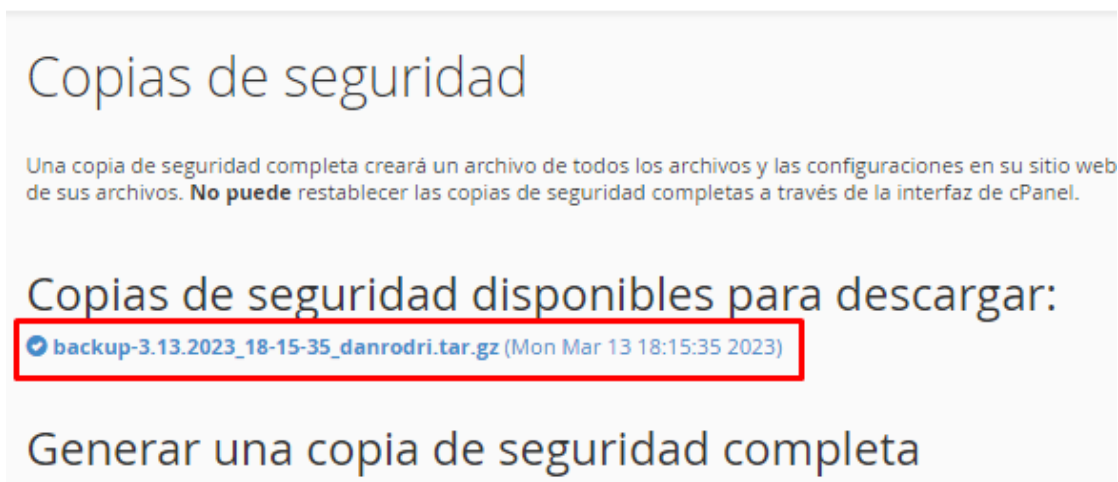 Copias de seguridad
Una copia de seguridad completa creará un archivo de todos los archivos y las configuraciones en su sitio web
de sus archivos. No puede restablecer las copias de seguridad completas a través de la interfaz de cPanel.
Copias de seguridad disponibles para descargar:
backup-3.13.2023_18-15-35_danrodri.tar.gz (Mon Mar 13 18:15:35 2023)
Generar una copia de seguridad completa